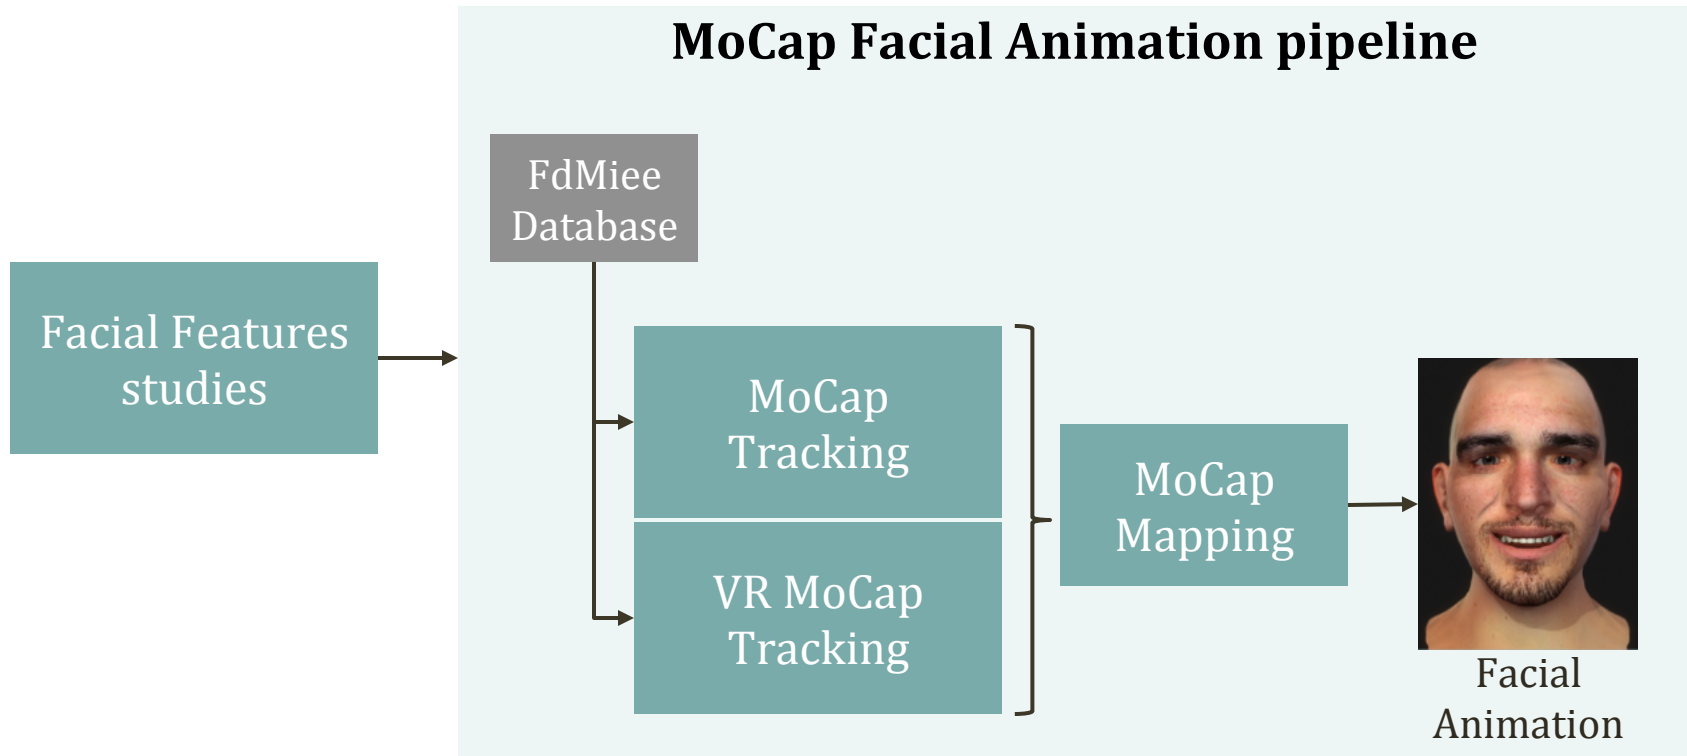 MoCap Facial Animation pipeline
FdMiee
Database
Facial Features
studies
MoCap
Tracking
VR MoCap
Tracking
MoCap
Mapping
Facial
Animation